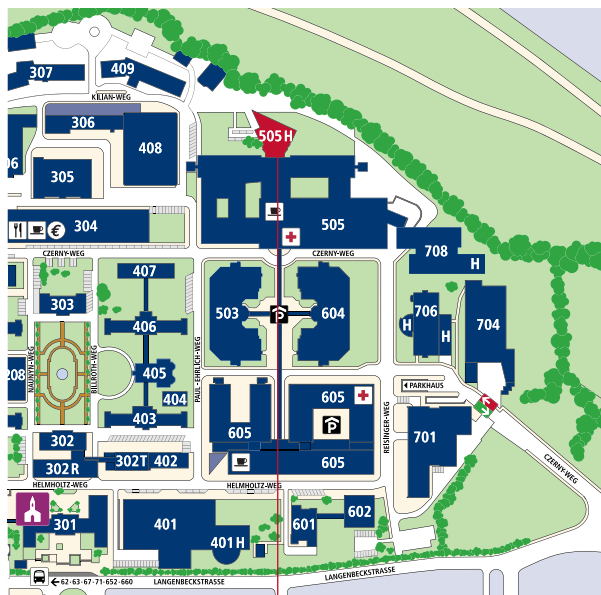 307
409
KILIAN-WEG
306
408
505 H
06
305
304
€
505
CZERNY-WEG
CZERNY-WEG
708
H
407
303
503
604
706
704
H
H
406
P
NAUNYN-WEG
BILLROTH-WEG
PAUL-EHRLICH-WEG
208
405
404
403
PARKHAUS
605
P
605
REISINGER-WEG
701
302
302 R
302T
402
605
CZERNY-WEG
HELMHOLTZ-WEG
HELMHOLTZ-WEG
301
401
401 H
601
602
62·63·67·71·652·660
LANGENBECKSTRASSE
LANGENBECKSTRASSE